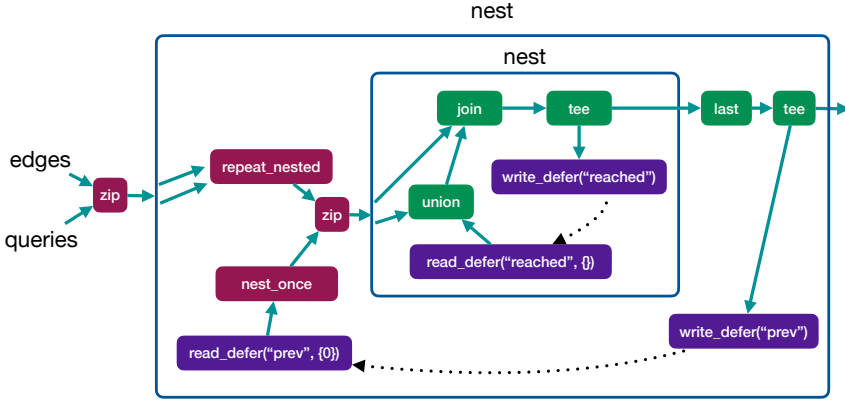 nest
nest
join
tee
last
tee
edges
repeat_nested
write_defer(“reached”)
zip
union
zip
queries
read_defer(“reached”, {})
nest_once
write_defer(“prev”)
read_defer(“prev”, {0})